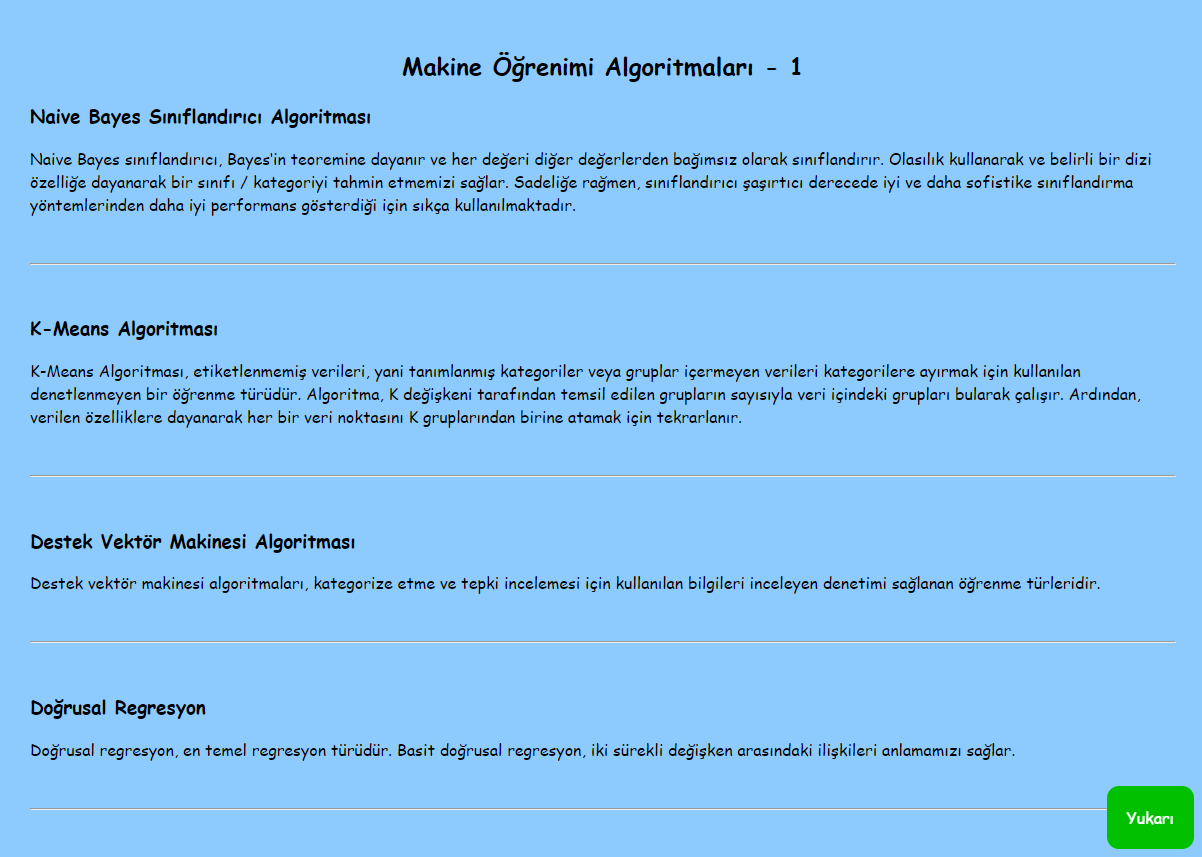 Makine Öğrenimi Algoritmaları - 1
Naive Bayes Sınıflandırıcı Algoritması
Naive Bayes sınıflandırıcı, Bayes'in teoremine dayanır ve her değeri diğer değerlerden bağımsız olarak sınıflandırır. Olasılık kullanarak ve belirli bir dizi
özelliğe dayanarak bir sınıfı / kategoriyi tahmin etmemizi sağlar. Sadeliğe rağmen, sınıflandırıcı şaşırtıcı derecede iyi ve daha sofistike sınıflandırma
yöntemlerinden daha iyi performans gösterdiği için sıkça kullanılmaktadır.
K-Means Algoritması
K-Means Algoritması, etiketlenmemiş verileri, yani tanımlanmış kategoriler veya gruplar içermeyen verileri kategorilere ayırmak için kullanılan
denetlenmeyen bir öğrenme türüdür. Algoritma, K değişkeni tarafından temsil edilen grupların sayısıyla veri içindeki grupları bularak çalışır. Ardından,
verilen özelliklere dayanarak her bir veri noktasını K gruplarından birine atamak için tekrarlanır.
Destek Vektör Makinesi Algoritması
Destek vektör makinesi algoritmaları, kategorize etme ve tepki incelemesi için kullanılan bilgileri inceleyen denetimi sağlanan öğrenme türleridir.
Doğrusal Regresyon
Doğrusal regresyon, en temel regresyon türüdür. Basit doğrusal regresyon, iki sürekli değişken arasındaki ilişkileri anlamamızı sağlar.
Yukarı